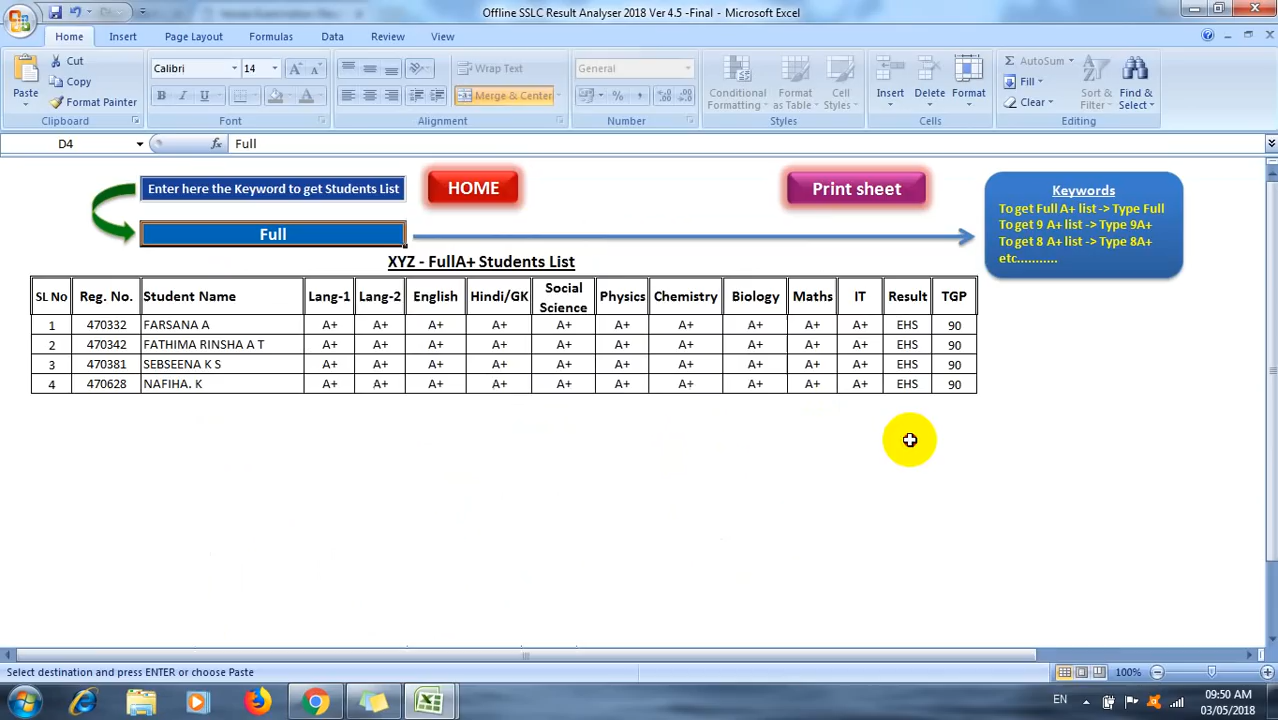 Offline SSLC Result Analyser 2018 Ver 4.5 -Final - Microsoft Excel
Home Insert Page Layout Formulas Data Review View
Paste
Cut
Copy
Format Painter
Clipboard
Calibri 14
B I U
Font
Wrap Text
Merge & Center
Alignment
General
Number
Conditional Formatting
Format as Table
Cell Styles
Styles
Insert Delete Format
Cells
AutoSum
Fill
Clear
Sort & Filter
Find & Select
Editing
D4 fx Full
Enter here the Keyword to get Students List
HOME
Print sheet
Keywords
To get Full A+ list -> Type Full
To get 9 A+ list -> Type 9A+
To get 8 A+ list -> Type 8A+
etc...........
Full
XYZ - FullA+ Students List
SL No Reg. No. Student Name Lang-1 Lang-2 English Hindi/GK Social Science Physics Chemistry Biology Maths IT Result TGP
1 470332 FARSANA A A+ A+ A+ A+ A+ A+ A+ A+ A+ A+ EHS 90
2 470342 FATHIMA RINSHA A T A+ A+ A+ A+ A+ A+ A+ A+ A+ A+ EHS 90
3 470381 SEBSEENA K S A+ A+ A+ A+ A+ A+ A+ A+ A+ A+ EHS 90
4 470628 NAFIHA. K A+ A+ A+ A+ A+ A+ A+ A+ A+ A+ EHS 90
Select destination and press ENTER or choose Paste
100%
EN
09:50 AM
03/05/2018